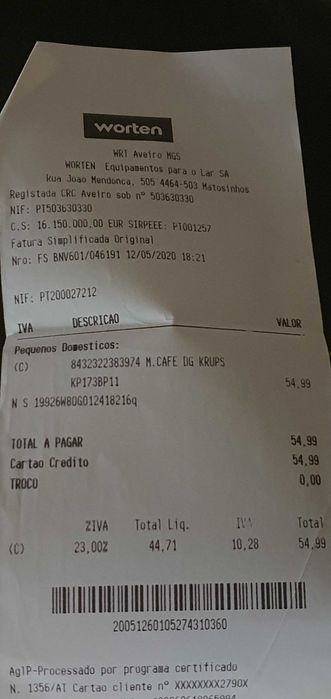 worten
WRT Aveiro MGS
WORTEN Equipamentos para o Lar SA
Rua Joao Mendonca, 505 4464-503 Matosinhos
Registada CRC Aveiro sob nº 503630330
NIF: PT503630330
C.S: 16.150.000,00 EUR SIRPEEE: PT001257
Fatura Simplificada Original
Nro: FS BNV601/046191 12/05/2020 18:21
NIF: PT200027212
IVA DESCRICAO VALOR
Pequenos Domesticos:
(C) 8432322383974 M.CAFE DG KRUPS
KP173BP11 54,99
N S 19926W80G012418216q
TOTAL A PAGAR 54,99
Cartao Credito 54,99
TROCO 0,00
%IVA Total Liq. IVA Total
(C) 23,00% 44,71 10,28 54,99
20051260105274310360
AglP-Processado por programa certificado
N. 1356/AT Cartao cliente nº XXXXXXXX2790X